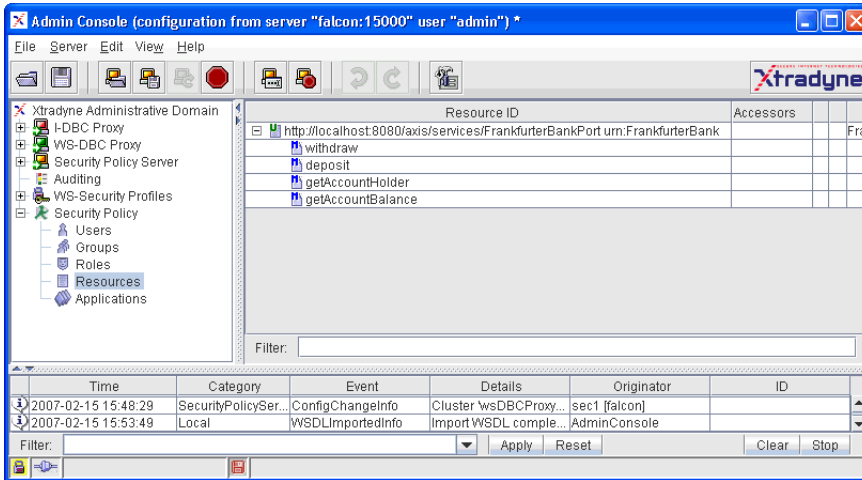 Admin Console (configuration from server "falcon:15000" user "admin") *
File Server Edit View Help
Xtradyne
Xtradyne Administrative Domain
I-DBC Proxy
WS-DBC Proxy
Security Policy Server
Auditing
WS-Security Profiles
Security Policy
Users
Groups
Roles
Resources
Applications
Resource ID Accessors
http://localhost:8080/axis/services/FrankfurterBankPort urn:FrankfurterBank Fra
withdraw
deposit
getAccountHolder
getAccountBalance
Filter:
Time Category Event Details Originator ID
2007-02-15 15:48:29 SecurityPolicySer... ConfigChangeInfo Cluster 'wsDBCProxy... sec1 [falcon]
2007-02-15 15:53:49 Local WSDLImportedInfo Import WSDL comple... AdminConsole
Filter: Apply Reset Clear Stop